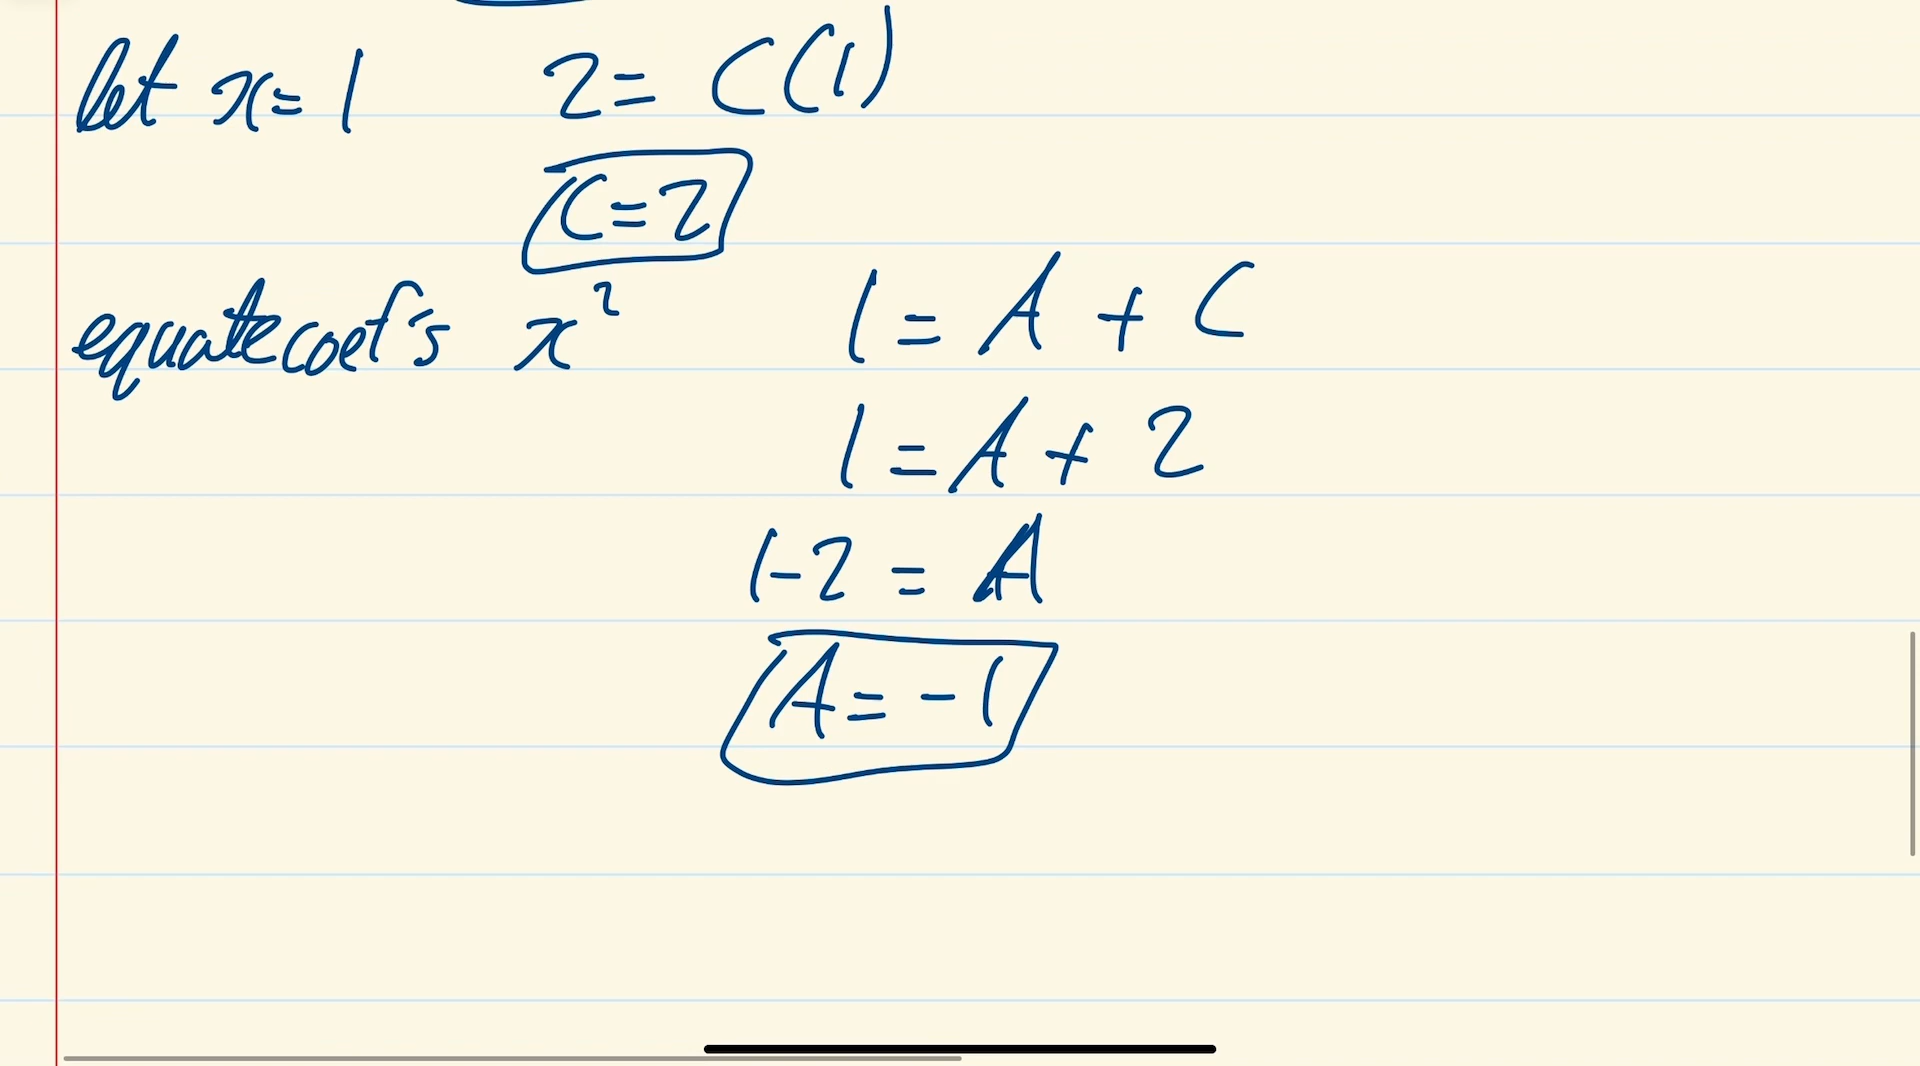 let x = 1 2 = C(1)
C = 2
equate coef's x² 1 = A + C
1 = A + 2
1 - 2 = A
A = -1